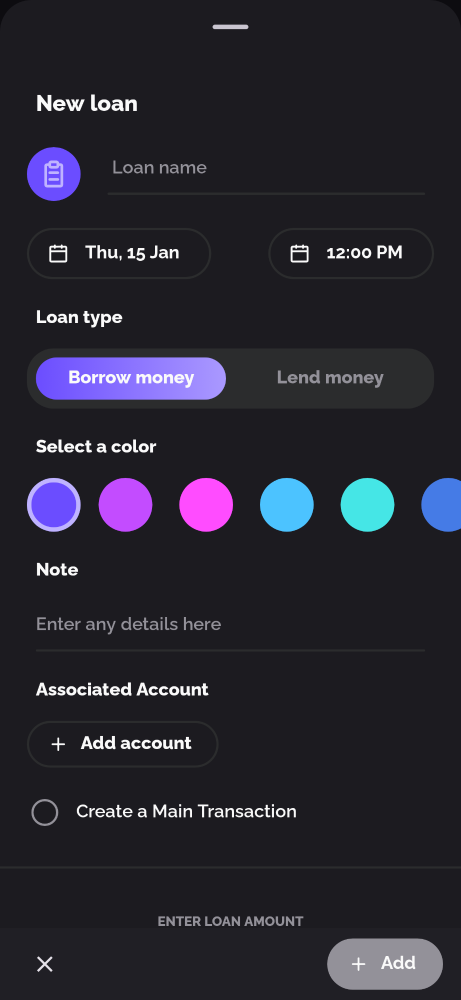 New loan
Loan name
Thu, 15 Jan
12:00 PM
Loan type
Borrow money
Lend money
Select a color
Note
Enter any details here
Associated Account
Add account
Create a Main Transaction
ENTER LOAN AMOUNT
Add